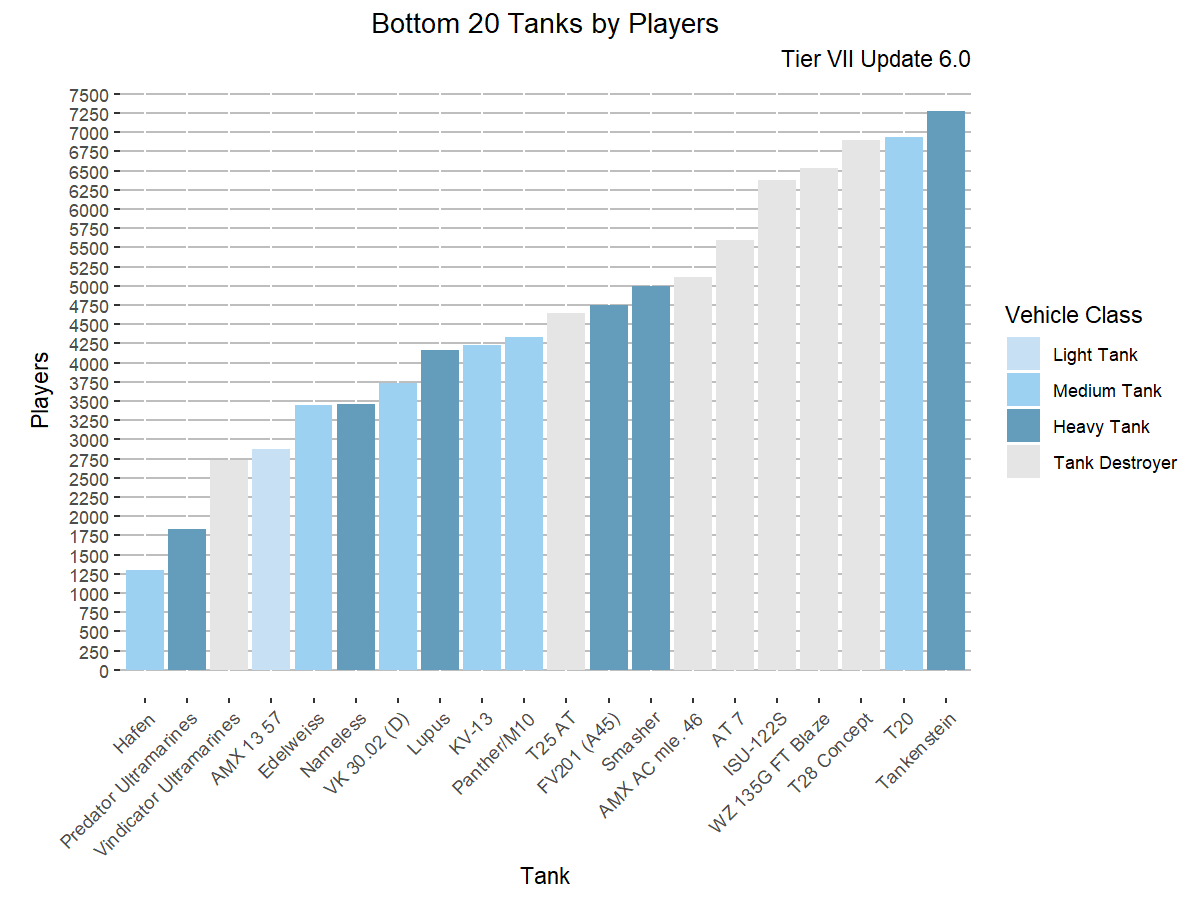 Bottom 20 Tanks by Players
Tier VII Update 6.0
7500
7250
7000
6750
6500
6250
6000
5750
5500
5250
5000
4750
4500
4250
4000
3750
3500
3250
3000
2750
2500
2250
2000
1750
1500
1250
1000
750
500
250
0
Players
Hafen
Predator Ultramarines
Vindicator Ultramarines
AMX 13 57
Edelweiss
Nameless
VK 30.02 (D)
Lupus
KV-13
Panther/M10
T25 AT
FV201 (A45)
Smasher
AMX AC mle. 46
AT 7
ISU-122S
WZ 135G FT Blaze
T28 Concept
T20
Tankenstein
Tank
Vehicle Class
Light Tank
Medium Tank
Heavy Tank
Tank Destroyer